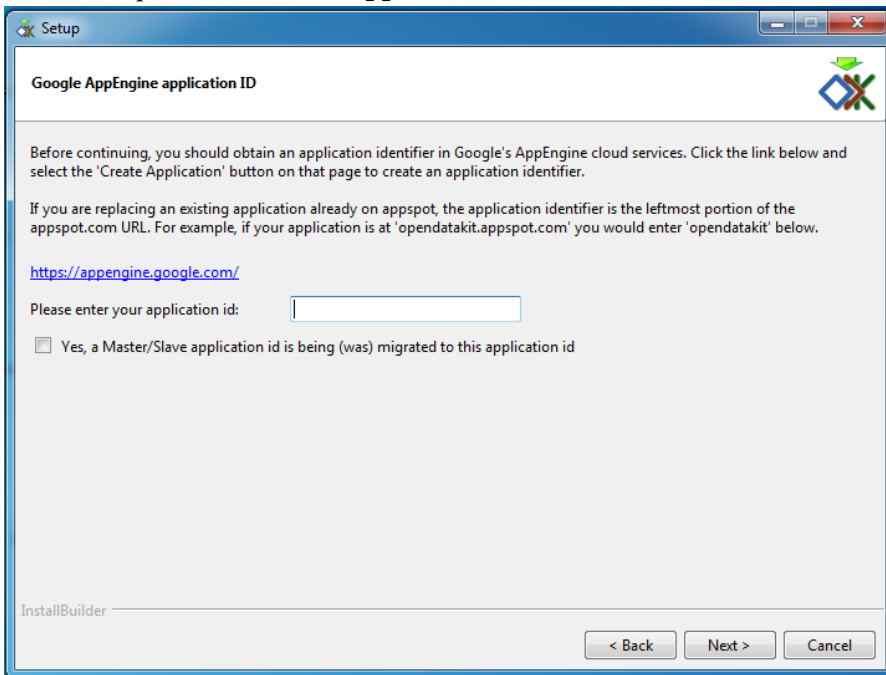 Setup
Google AppEngine application ID
Before continuing, you should obtain an application identifier in Google's AppEngine cloud services. Click the link below and
select the 'Create Application' button on that page to create an application identifier.
If you are replacing an existing application already on appspot, the application identifier is the leftmost portion of the
appspot.com URL. For example, if your application is at 'opendatakit.appspot.com' you would enter 'opendatakit' below.
https://appengine.google.com/
Please enter your application id:
Yes, a Master/Slave application id is being (was) migrated to this application id
InstallBuilder
< Back Next > Cancel